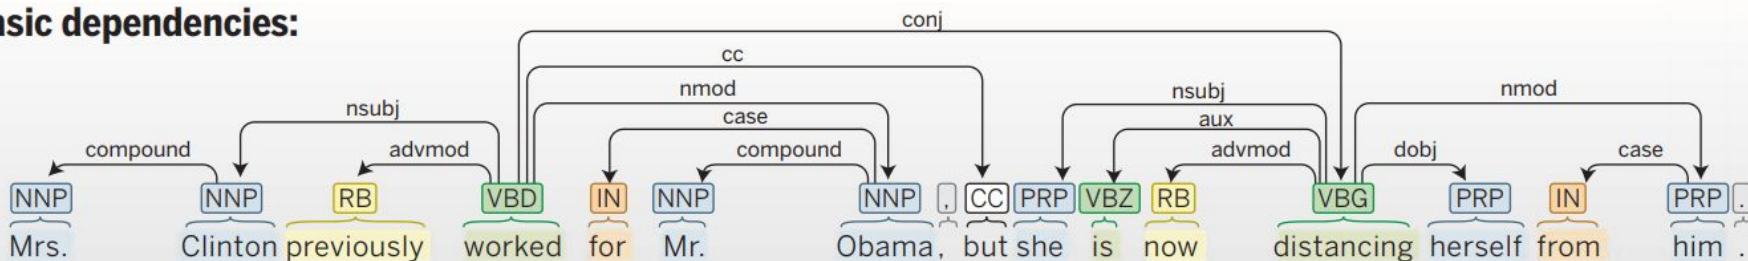 nsic dependencies:
conj
cc
nmod nsubj nmod
nsubj case aux
compound advmod compound advmod dobj case
NNP NNP RB VBD IN NNP NNP , CC PRP VBZ RB VBG PRP IN PRP .
Mrs. Clinton previously worked for Mr. Obama, but she is now distancing herself from him .